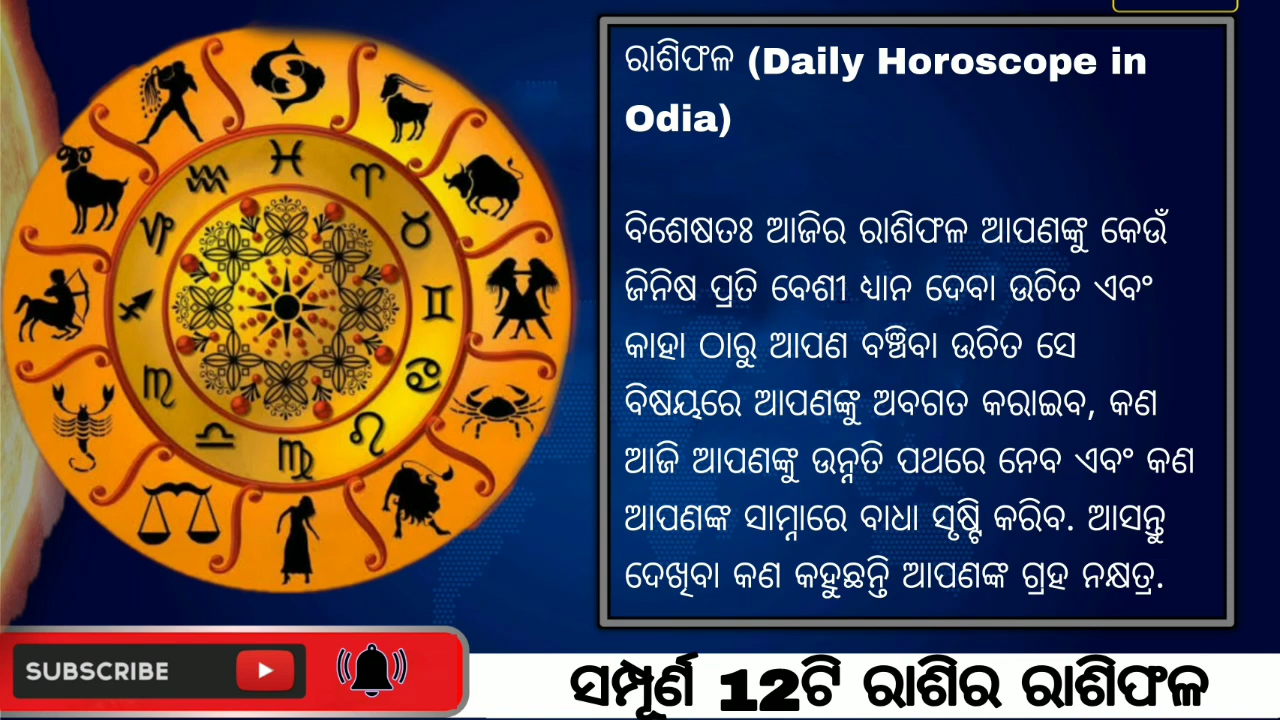 ରାଶିଫଳ (Daily Horoscope in
Odia)
ବିଶେଷତଃ ଆଜିର ରାଶିଫଳ ଆପଣଙ୍କୁ କେଉଁ
ଜିନିଷ ପ୍ରତି ବେଶୀ ଧ୍ୟାନ ଦେବା ଉଚିତ ଏବଂ
କାହା ଠାରୁ ଆପଣ ବଞ୍ଚିବା ଉଚିତ ସେ
ବିଷୟରେ ଆପଣଙ୍କୁ ଅବଗତ କରାଇବ, କଣ
ଆଜି ଆପଣଙ୍କୁ ଉନ୍ନତି ପଥରେ ନେବ ଏବଂ କଣ
ଆପଣଙ୍କ ସାମ୍ନାରେ ବାଧା ସୃଷ୍ଟି କରିବ. ଆସନ୍ତୁ
ଦେଖିବା କଣ କହୁଛନ୍ତି ଆପଣଙ୍କ ଗ୍ରହ ନକ୍ଷତ୍ର.
SUBSCRIBE
ସମ୍ପୂର୍ଣ 12ଟି ରାଶିର ରାଶିଫଳ